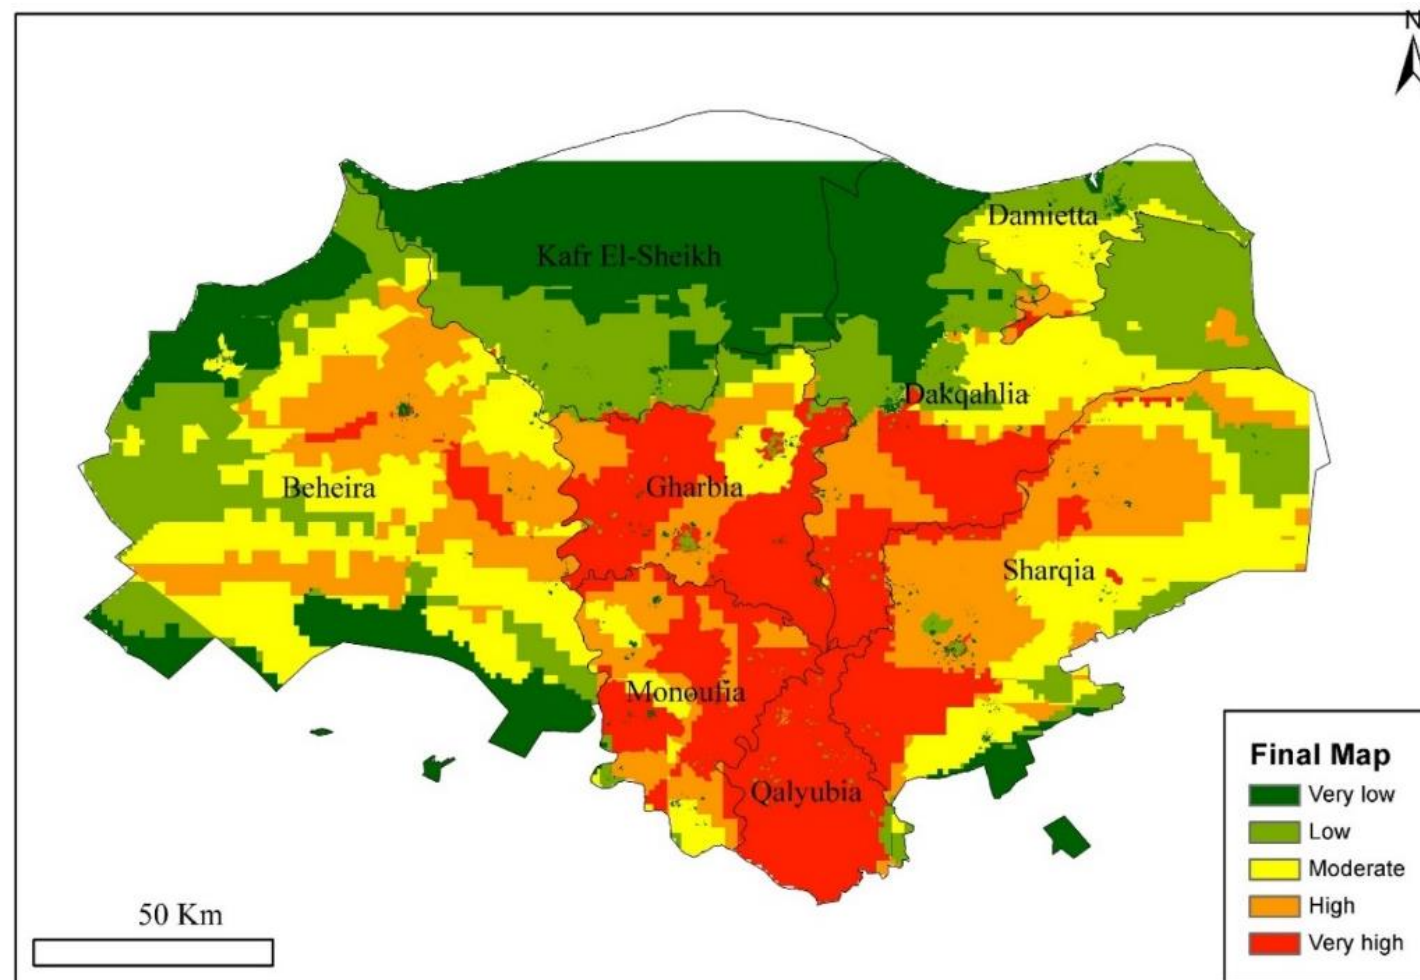 N
Damietta
Kafr El-Sheikh
Dakqahlia
Beheira
Gharbia
Sharqia
Monoufia
Qalyubia
50 Km
Final Map
Very low
Low
Moderate
High
Very high